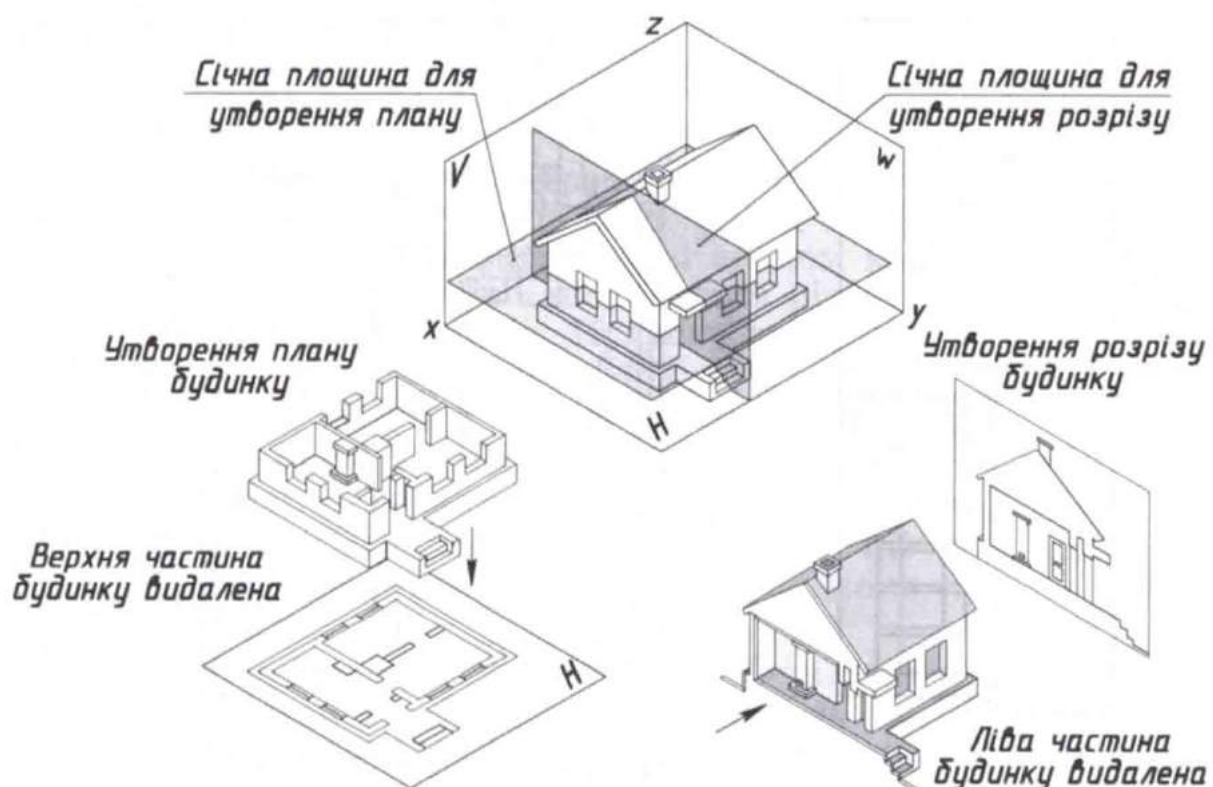 Січна площина для
утворення плану
Січна площина для
утворення розрізу
z
V
w
x
y
H
Утворення плану
будинку
Утворення розрізу
будинку
Верхня частина
будинку видалена
H
Ліва частина
будинку видалена